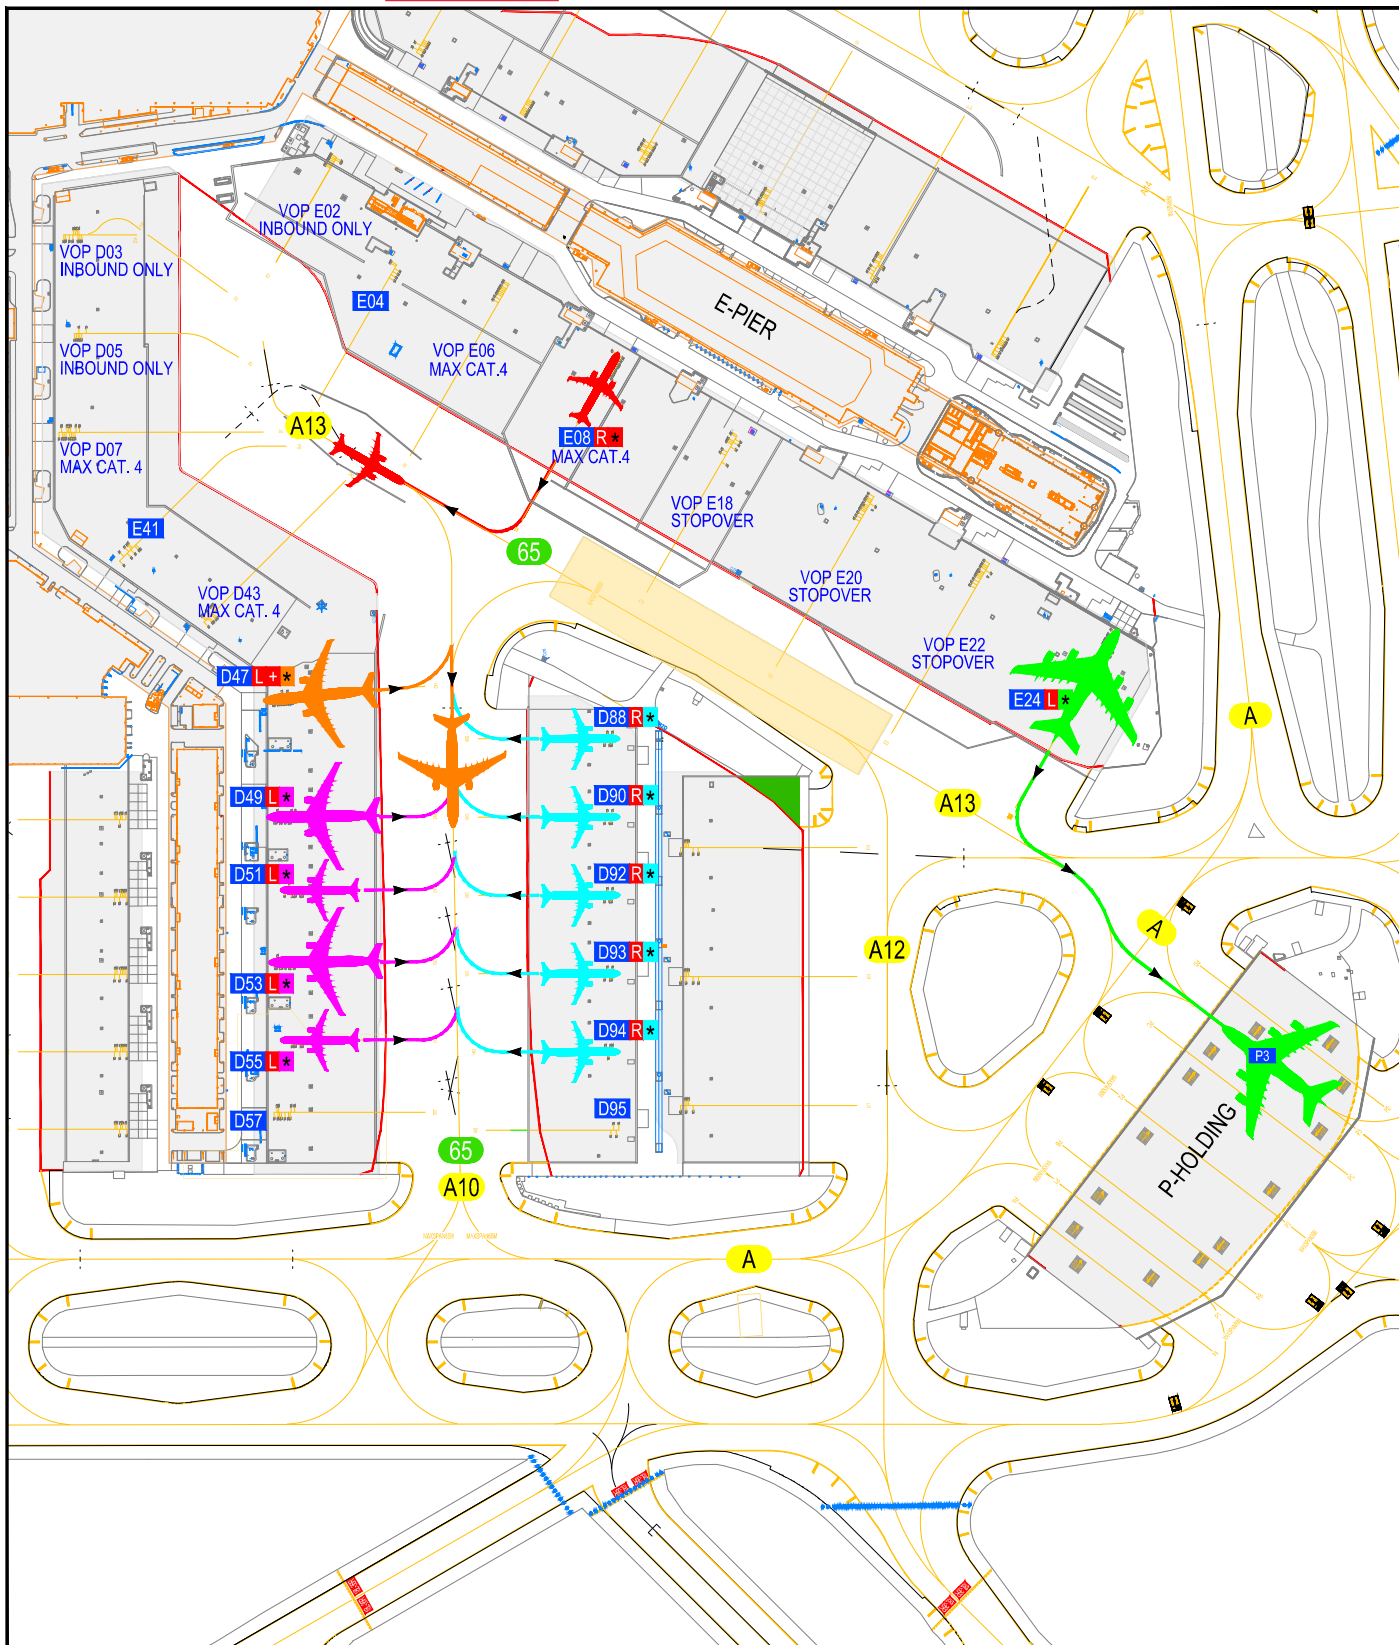 VOP E02
INBOUND ONLY
VOP D03
INBOUND ONLY
E04
E-PIER
VOP D05
INBOUND ONLY
VOP E06
MAX CAT.4
A13
E08 R *
MAX CAT.4
VOP D07
MAX CAT. 4
VOP E18
STOPOVER
E41
65
VOP E20
STOPOVER
VOP D43
MAX CAT. 4
VOP E22
STOPOVER
D47 L + *
E24 L *
D88 R *
A
D49 L *
D90 R *
A13
D51 L *
D92 R *
A
D53 L *
D93 R *
A12
D55 L *
D94 R *
P3
D57
D95
P-HOLDING
65
A10
A